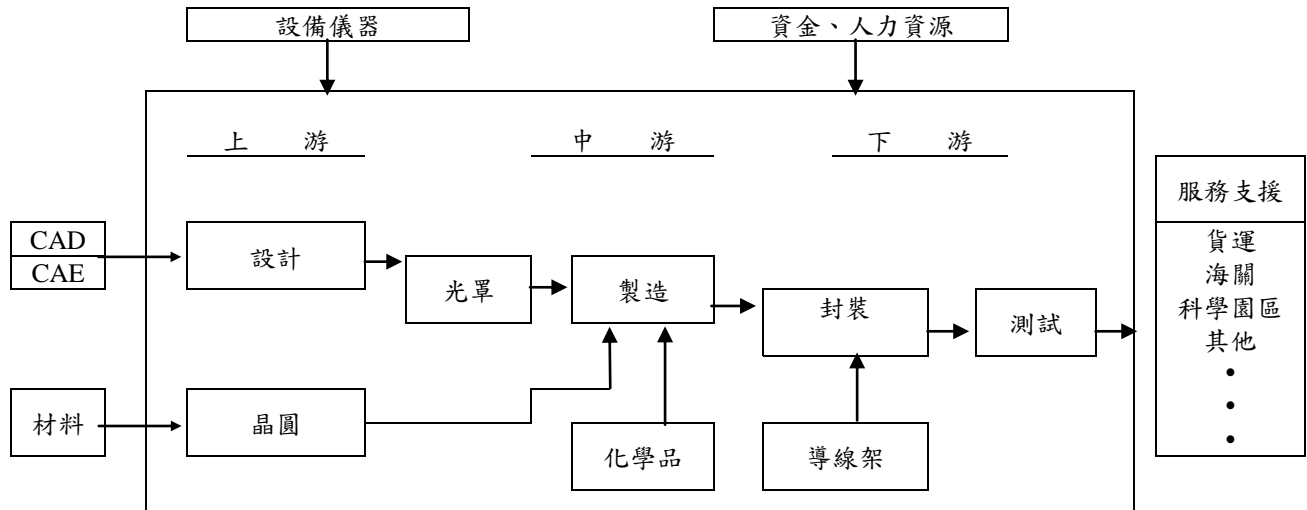 設備儀器
資金、人力資源
上 游
中 游
下 游
CAD
CAE
設計
光罩
製造
封裝
測試
材料
晶圓
化學品
導線架
服務支援
貨運
海關
科學園區
其他
•
•
•